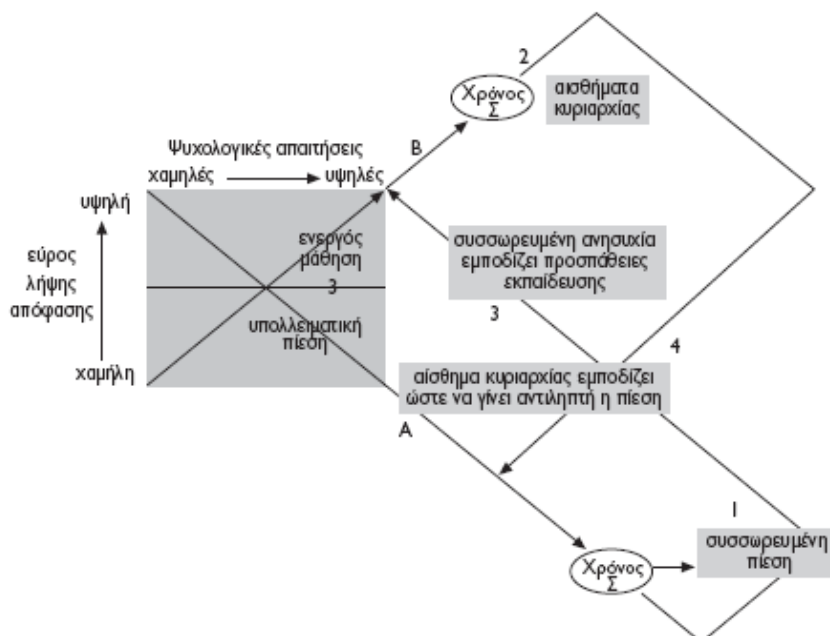 2
Χρόνος
Σ
αισθήματα
κυριαρχίας
Ψυχολογικές απαιτήσεις
χαμηλές
υψηλές
B
υψηλή
εύρος
λήψης
απόφασης
χαμήλη
ενεργός
μάθηση
3
υπολλειματική
πίεση
συσσωρευμένη ανησυχία
εμποδίζει προσπάθειες
εκπαίδευσης
3
4
αίσθημα κυριαρχίας εμποδίζει
ώστε να γίνει αντιληπτή η πίεση
A
1
συσσωρευμένη
πίεση
Χρόνος
Σ